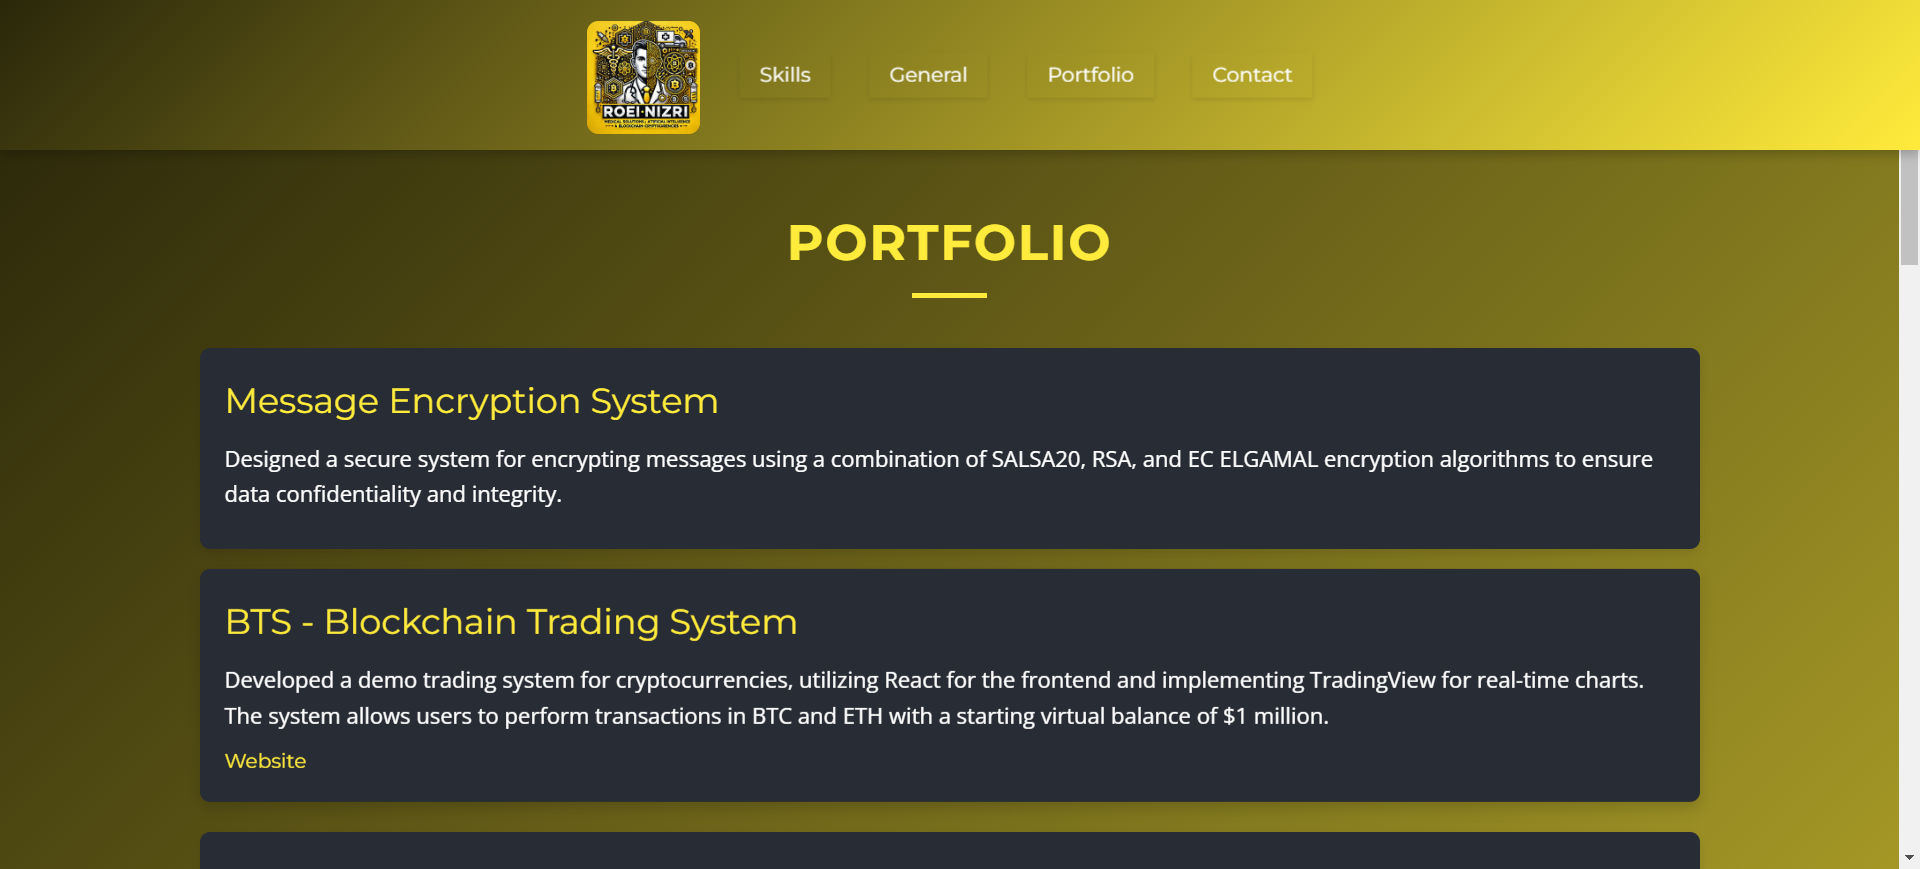 ROEI·NIZRI
Skills
General
Portfolio
Contact
PORTFOLIO
Message Encryption System
Designed a secure system for encrypting messages using a combination of SALSA20, RSA, and EC ELGAMAL encryption algorithms to ensure
data confidentiality and integrity.
BTS - Blockchain Trading System
Developed a demo trading system for cryptocurrencies, utilizing React for the frontend and implementing TradingView for real-time charts.
The system allows users to perform transactions in BTC and ETH with a starting virtual balance of $1 million.
Website